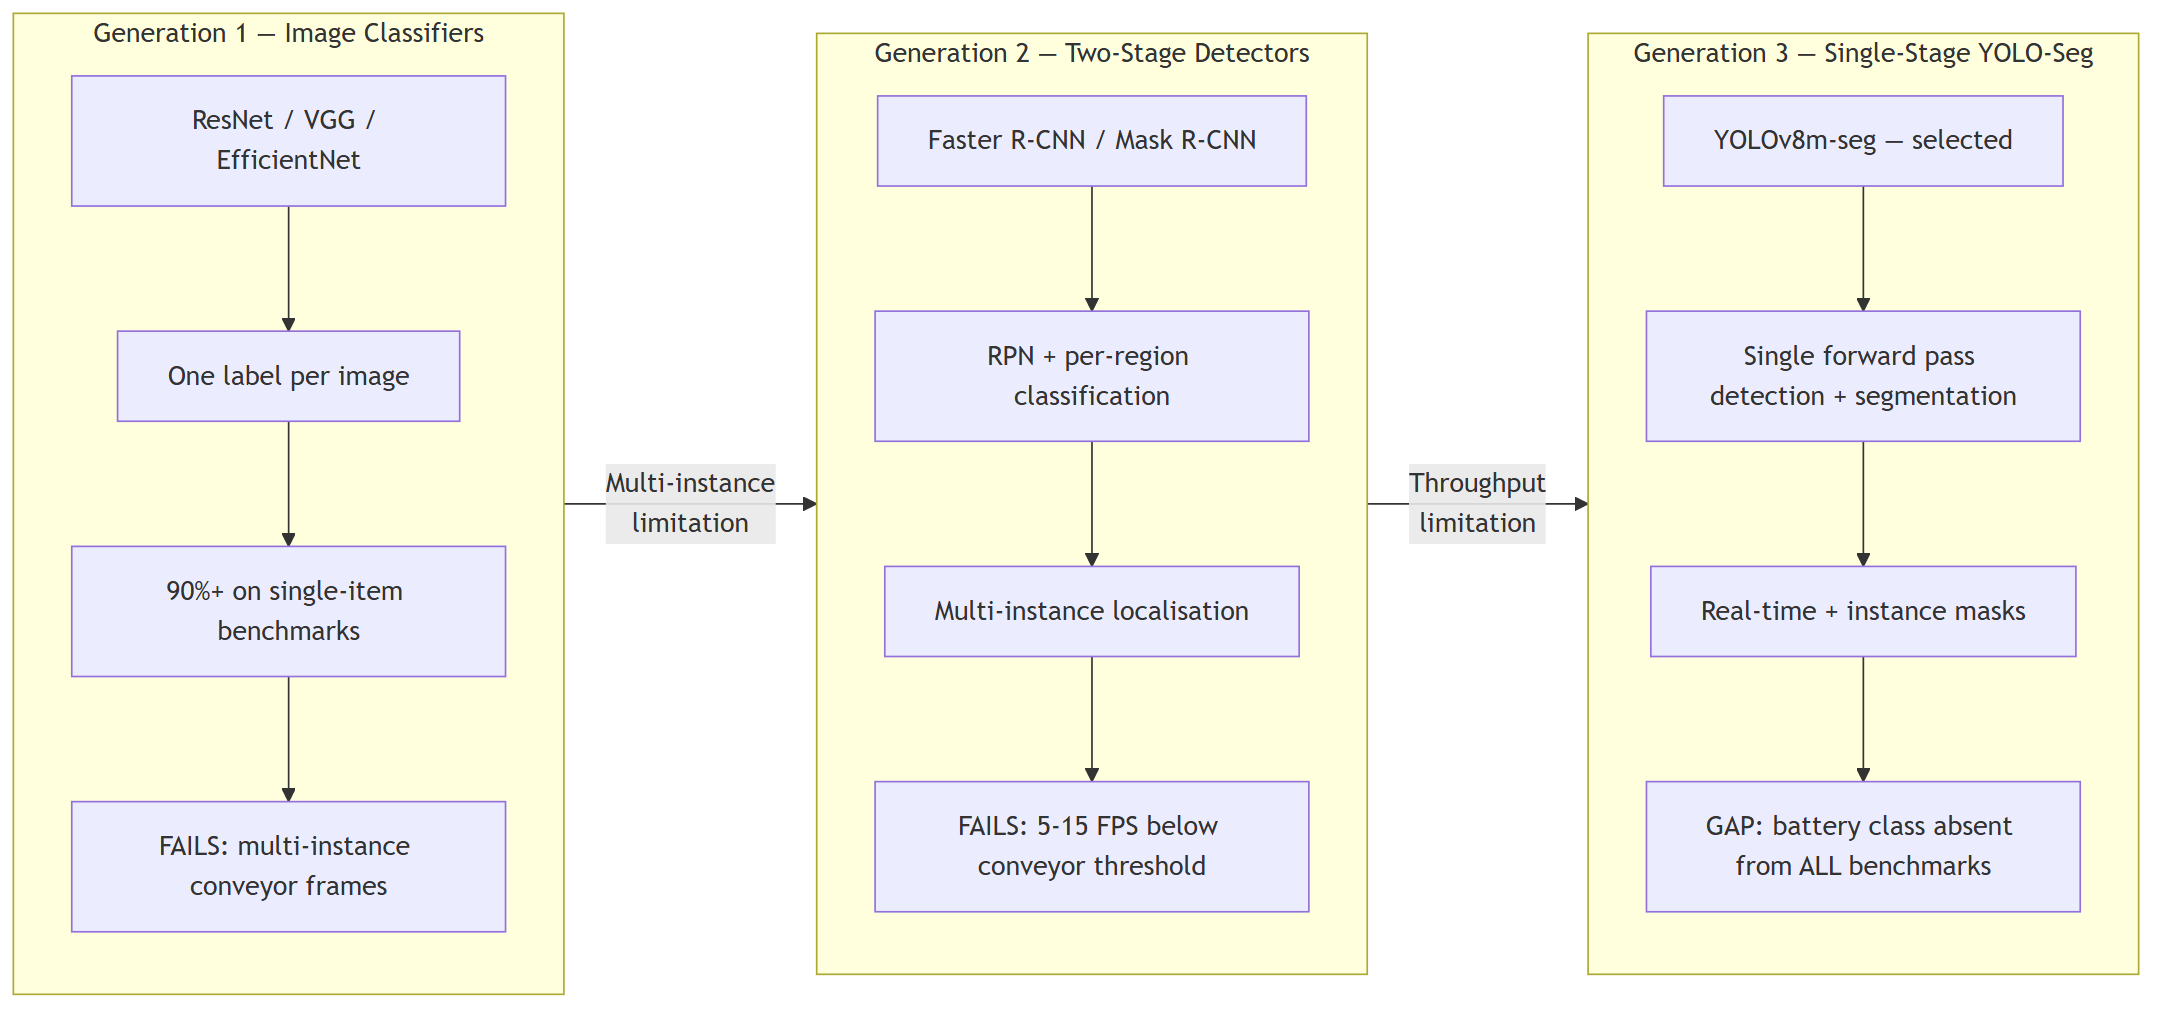 Generation 1 — Image Classifiers
ResNet / VGG /
EfficientNet
One label per image
90%+ on single-item
benchmarks
FAILS: multi-instance
conveyor frames
Multi-instance
limitation
Generation 2 — Two-Stage Detectors
Faster R-CNN / Mask R-CNN
RPN + per-region
classification
Multi-instance localisation
FAILS: 5-15 FPS below
conveyor threshold
Throughput
limitation
Generation 3 — Single-Stage YOLO-Seg
YOLOv8m-seg — selected
Single forward pass
detection + segmentation
Real-time + instance masks
GAP: battery class absent
from ALL benchmarks